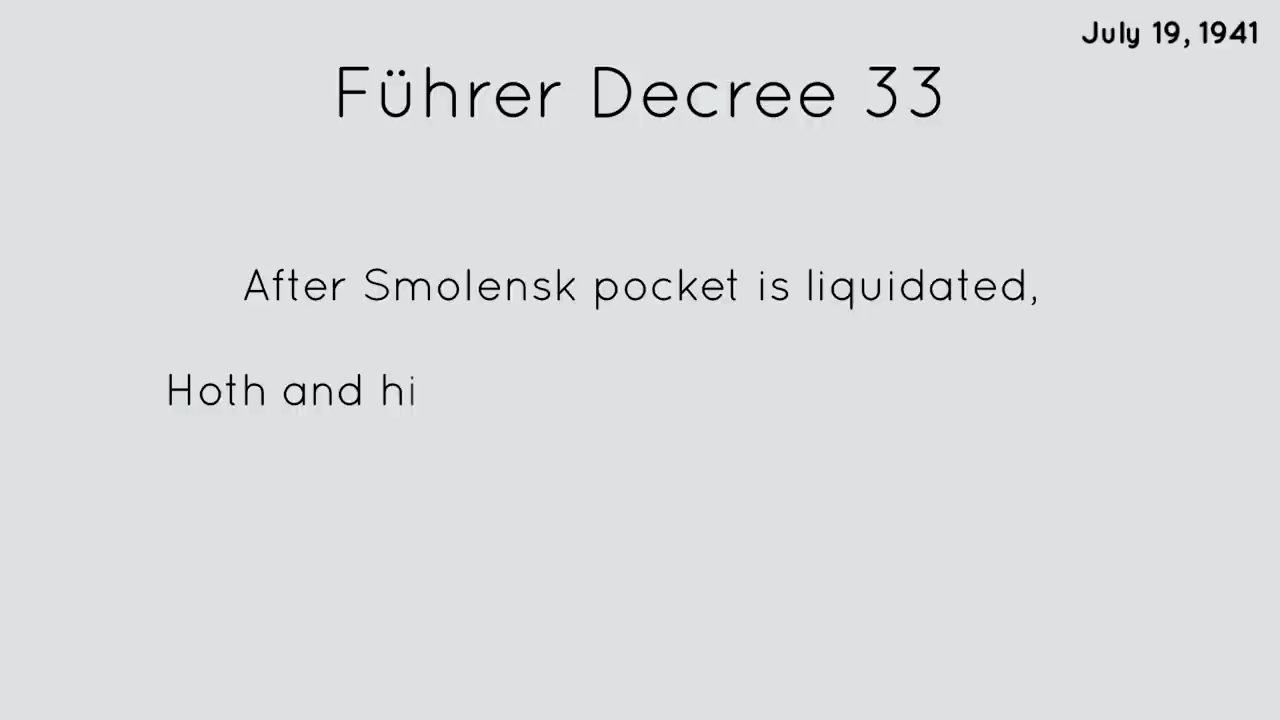 July 19, 1941
Führer Decree 33
After Smolensk pocket is liquidated,
Hoth and hi